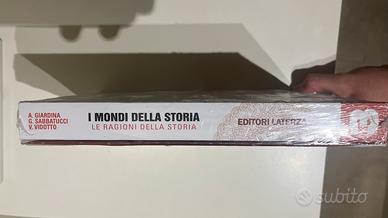 A. GIARDINA
G. SABBATUCCI
V. VIDOTTO
I MONDI DELLA STORIA
LE RAGIONI DELLA STORIA
EDITORI LATERZA
subito